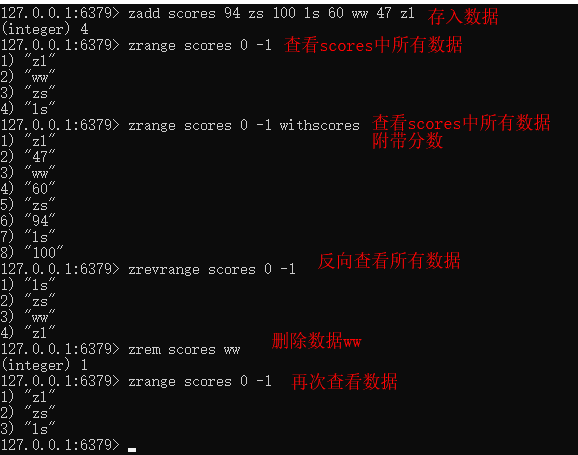 127.0.0.1:6379> zadd scores 94 zs 100 ls 60 ww 47 zl 存入数据
(integer) 4
127.0.0.1:6379> zrange scores 0 -1 查看scores中所有数据
1) "zl"
2) "ww"
3) "zs"
4) "ls"
127.0.0.1:6379> zrange scores 0 -1 withscores 查看scores中所有数据
附带分数
1) "zl"
2) "47"
3) "ww"
4) "60"
5) "zs"
6) "94"
7) "ls"
8) "100"
127.0.0.1:6379> zrevrange scores 0 -1 反向查看所有数据
1) "ls"
2) "zs"
3) "ww"
4) "zl"
127.0.0.1:6379> zrem scores ww 删除数据ww
(integer) 1
127.0.0.1:6379> zrange scores 0 -1 再次查看数据
1) "zl"
2) "zs"
3) "ls"
127.0.0.1:6379>